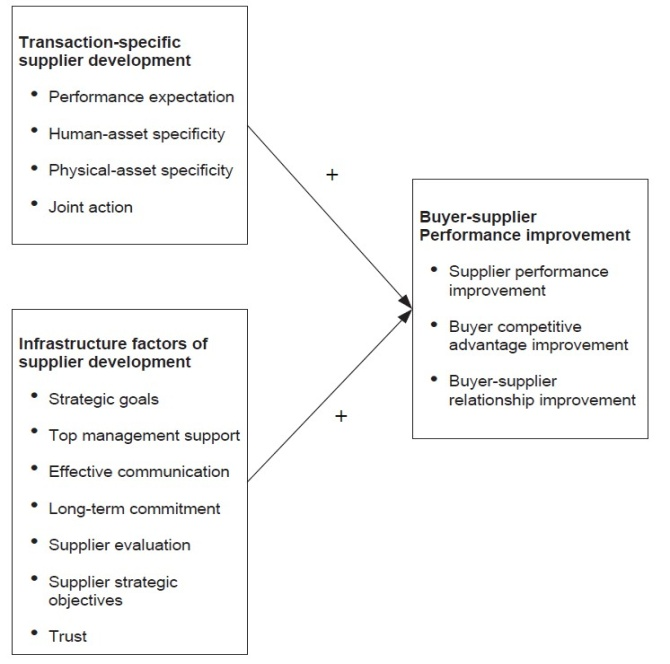 Transaction-specific
supplier development
• Performance expectation
• Human-asset specificity
• Physical-asset specificity
• Joint action
+
Buyer-supplier
Performance improvement
• Supplier performance
improvement
• Buyer competitive
advantage improvement
• Buyer-supplier
relationship improvement
Infrastructure factors of
supplier development
• Strategic goals
• Top management support
• Effective communication
• Long-term commitment
• Supplier evaluation
• Supplier strategic
objectives
• Trust
+